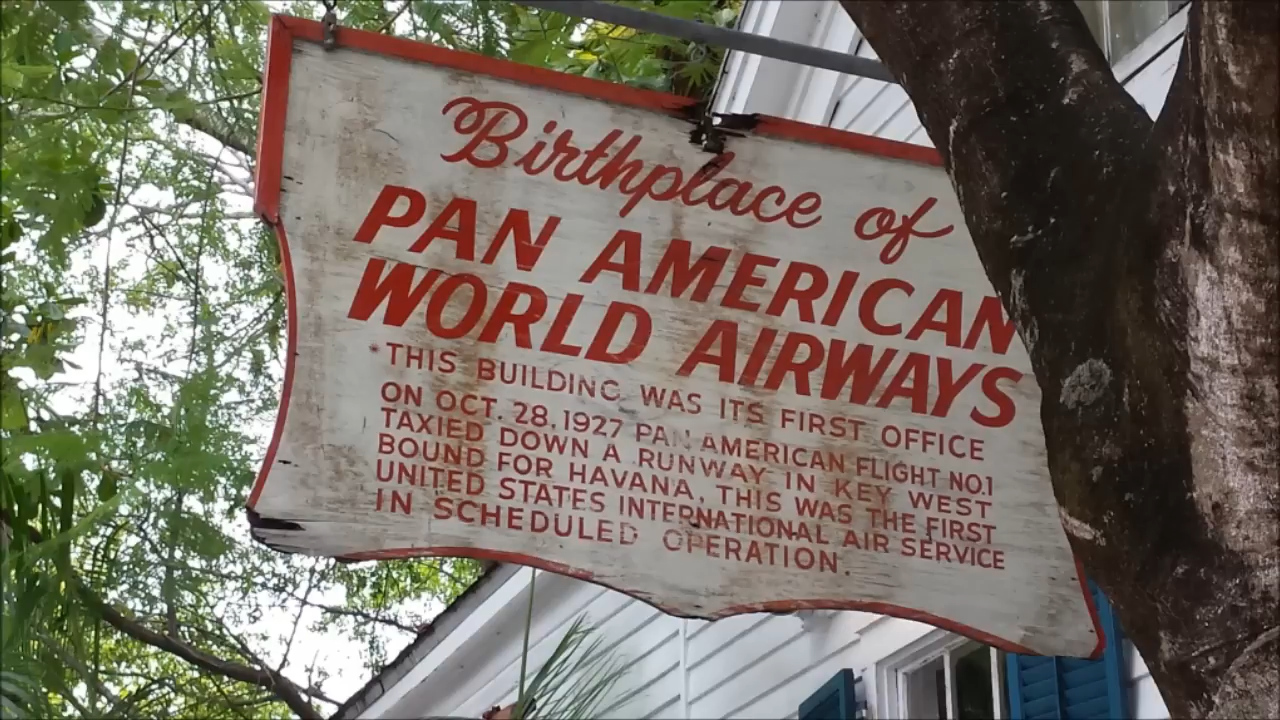 Birthplace of
PAN AMERICAN
WORLD AIRWAYS
THIS BUILDING WAS ITS FIRST OFFICE
ON OCT. 28, 1927 PAN AMERICAN FLIGHT NO.1
TAXIED DOWN A RUNWAY IN KEY WEST
BOUND FOR HAVANA. THIS WAS THE FIRST
UNITED STATES INTERNATIONAL AIR SERVICE
IN SCHEDULED OPERATION.